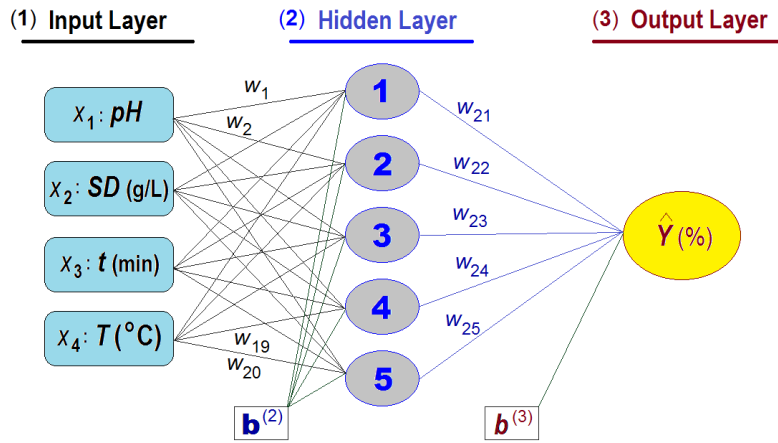 (1) Input Layer
(2) Hidden Layer
(3) Output Layer
w₁
w₂
x₁: pH
x₂: SD (g/L)
x₃: t (min)
x₄: T (°C)
w₁₉
w₂₀
1
2
3
4
5
w₂₁
w₂₂
w₂₃
w₂₄
w₂₅
Ŷ (%)
b⁽²⁾
b⁽³⁾